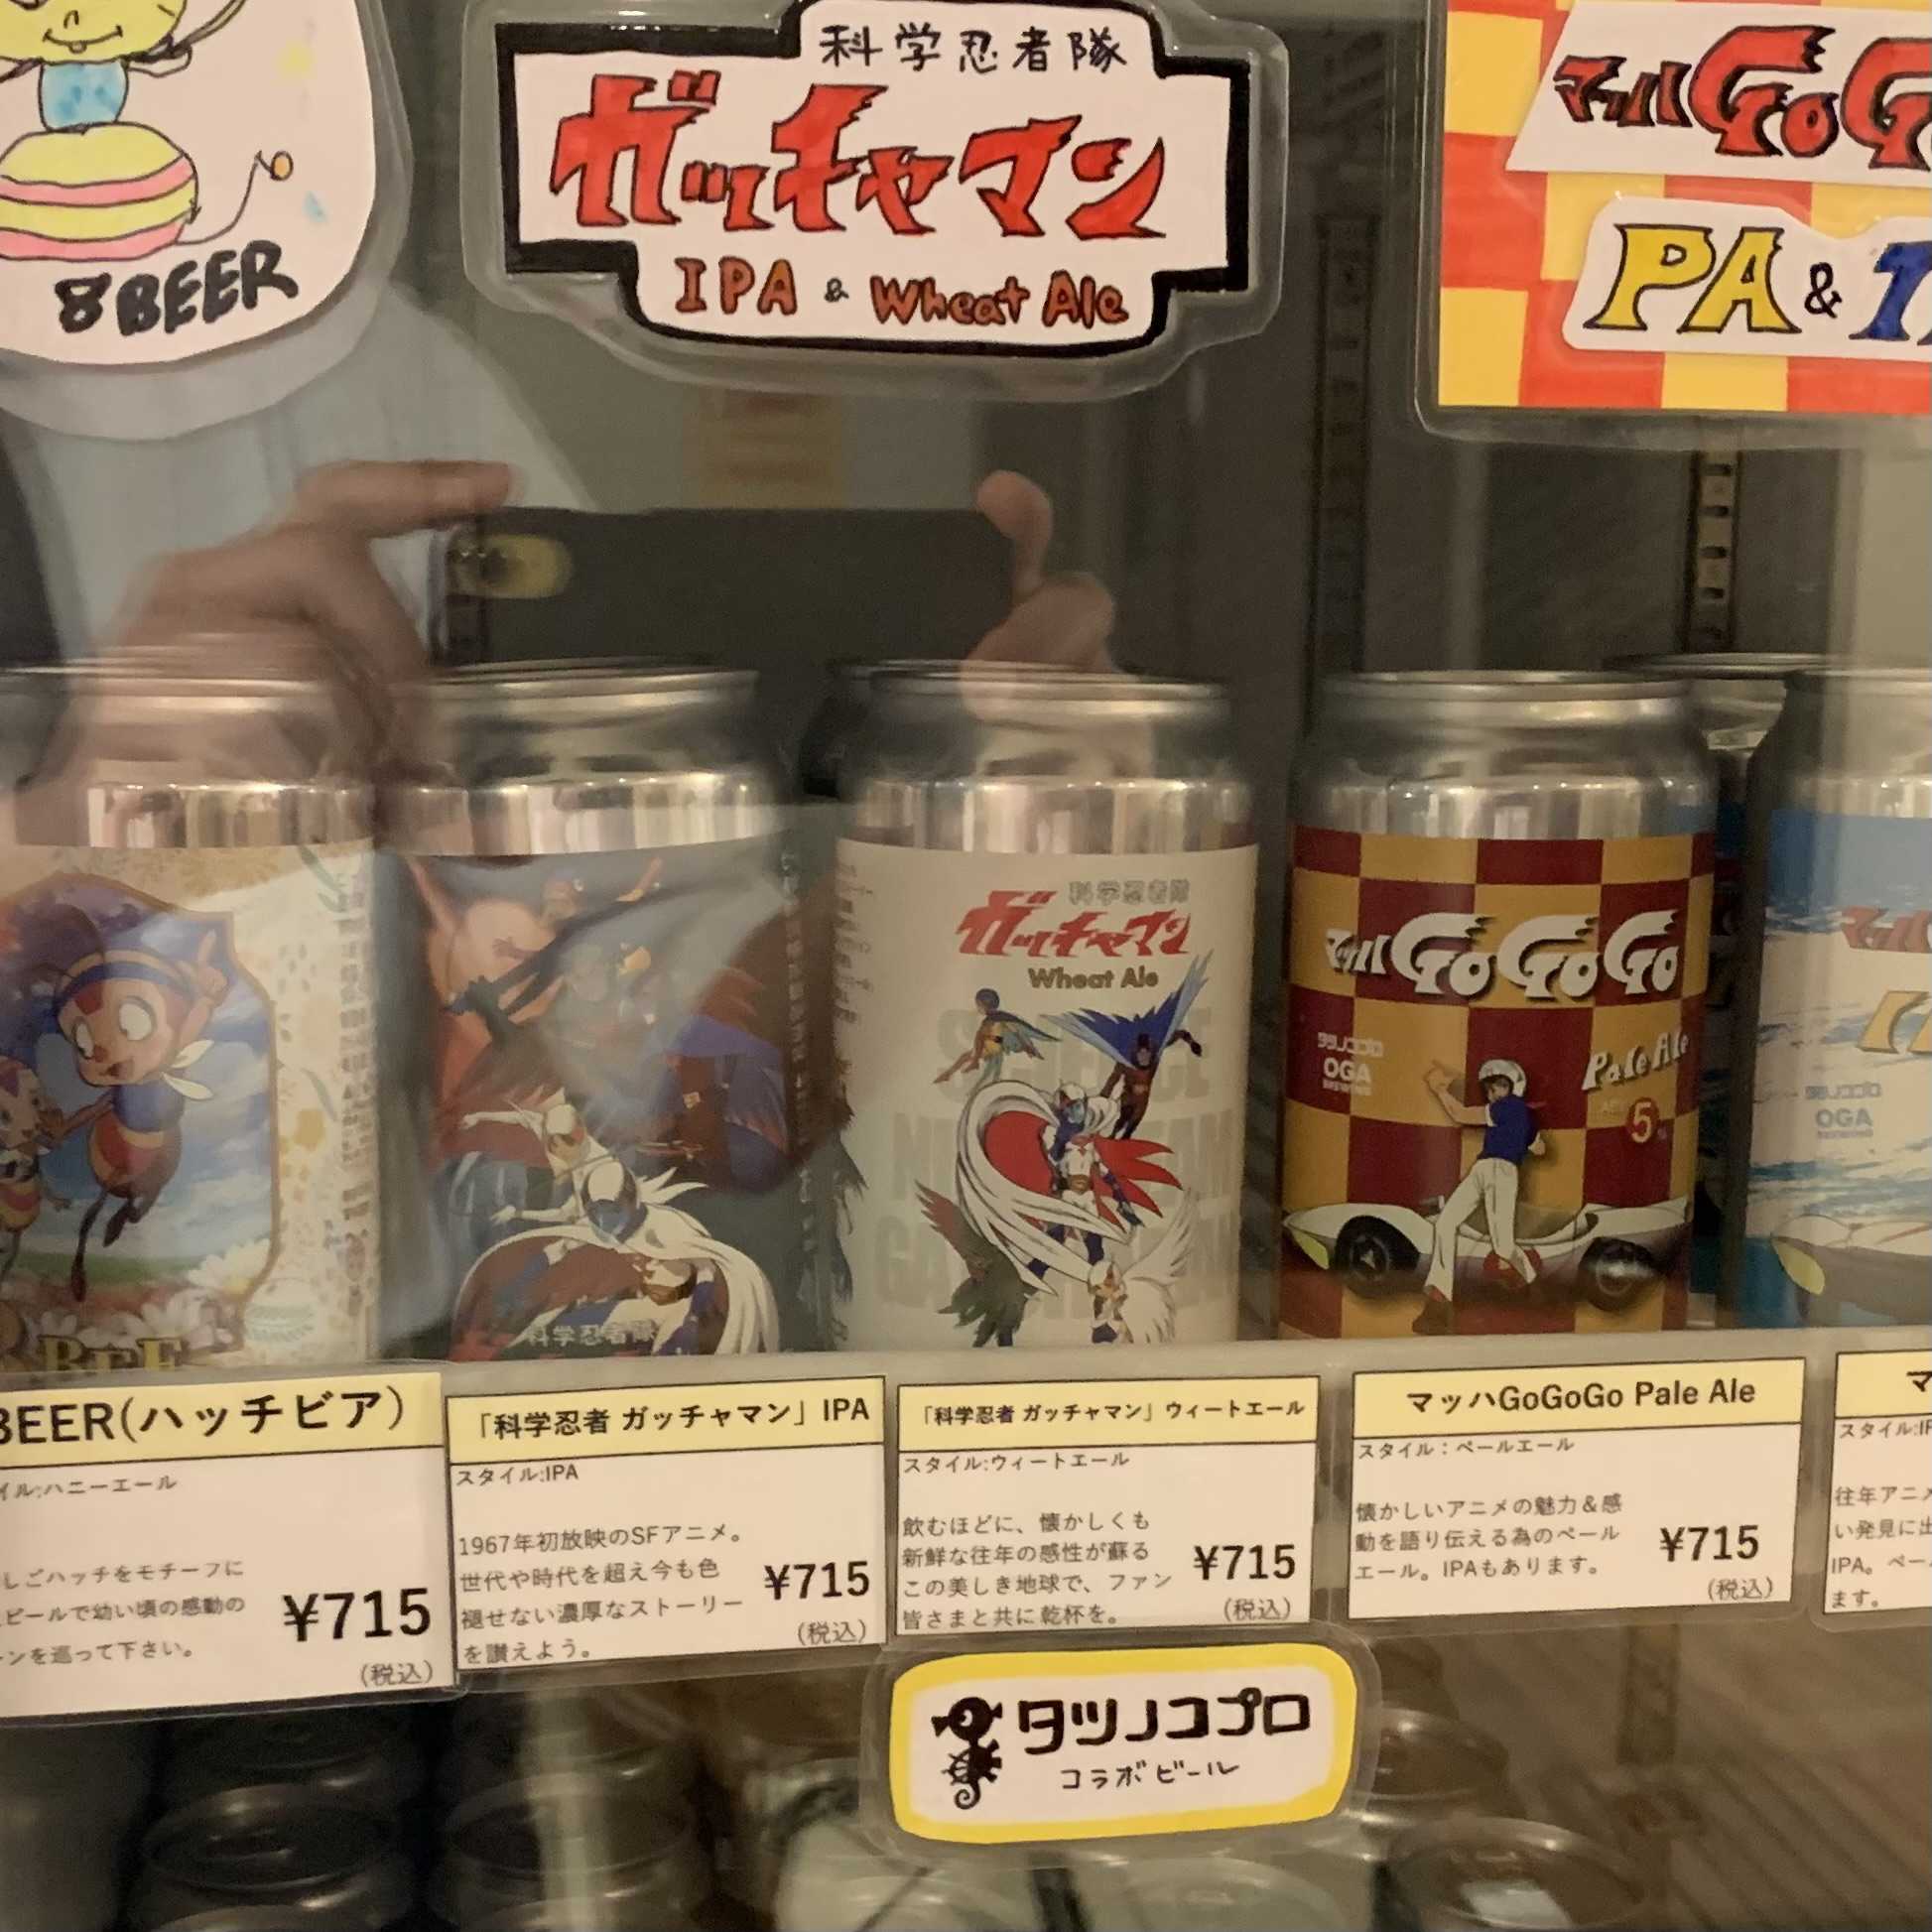 8BEER
科学忍者隊
ガッチャマン
IPA & Wheat Ale
マッハGoG
PA &
科学忍者隊
科学忍者隊
ガッチャマン
Wheat Ale
マッハGoGoGo
タツノコプロ
OGA
BREWING
Pale Ale
5
タツノコプロ
OGA
BREWING
BEER(ハッチビア)
イル:ハニーエール
しごハッチをモチーフに
ビールで幼い頃の感動の
ンを巡って下さい。
¥715
(税込)
「科学忍者 ガッチャマン」IPA
スタイル:IPA
1967年初放映のSFアニメ。
世代や時代を超え今も色
褪せない濃厚なストーリー
を讃えよう。
¥715
(税込)
「科学忍者 ガッチャマン」ウィートエール
スタイル:ウィートエール
飲むほどに、懐かしくも
新鮮な往年の感性が蘇る
この美しき地球で、ファン
皆さまと共に乾杯を。
¥715
(税込)
マッハGoGoGo Pale Ale
スタイル：ペールエール
懐かしいアニメの魅力＆感
動を語り伝える為のペール
エール。IPAもあります。
¥715
(税込)
マ
スタイル:IP
往年アニメ
い発見に出
IPA。ペー
ます。
タツノコプロ
コラボビール